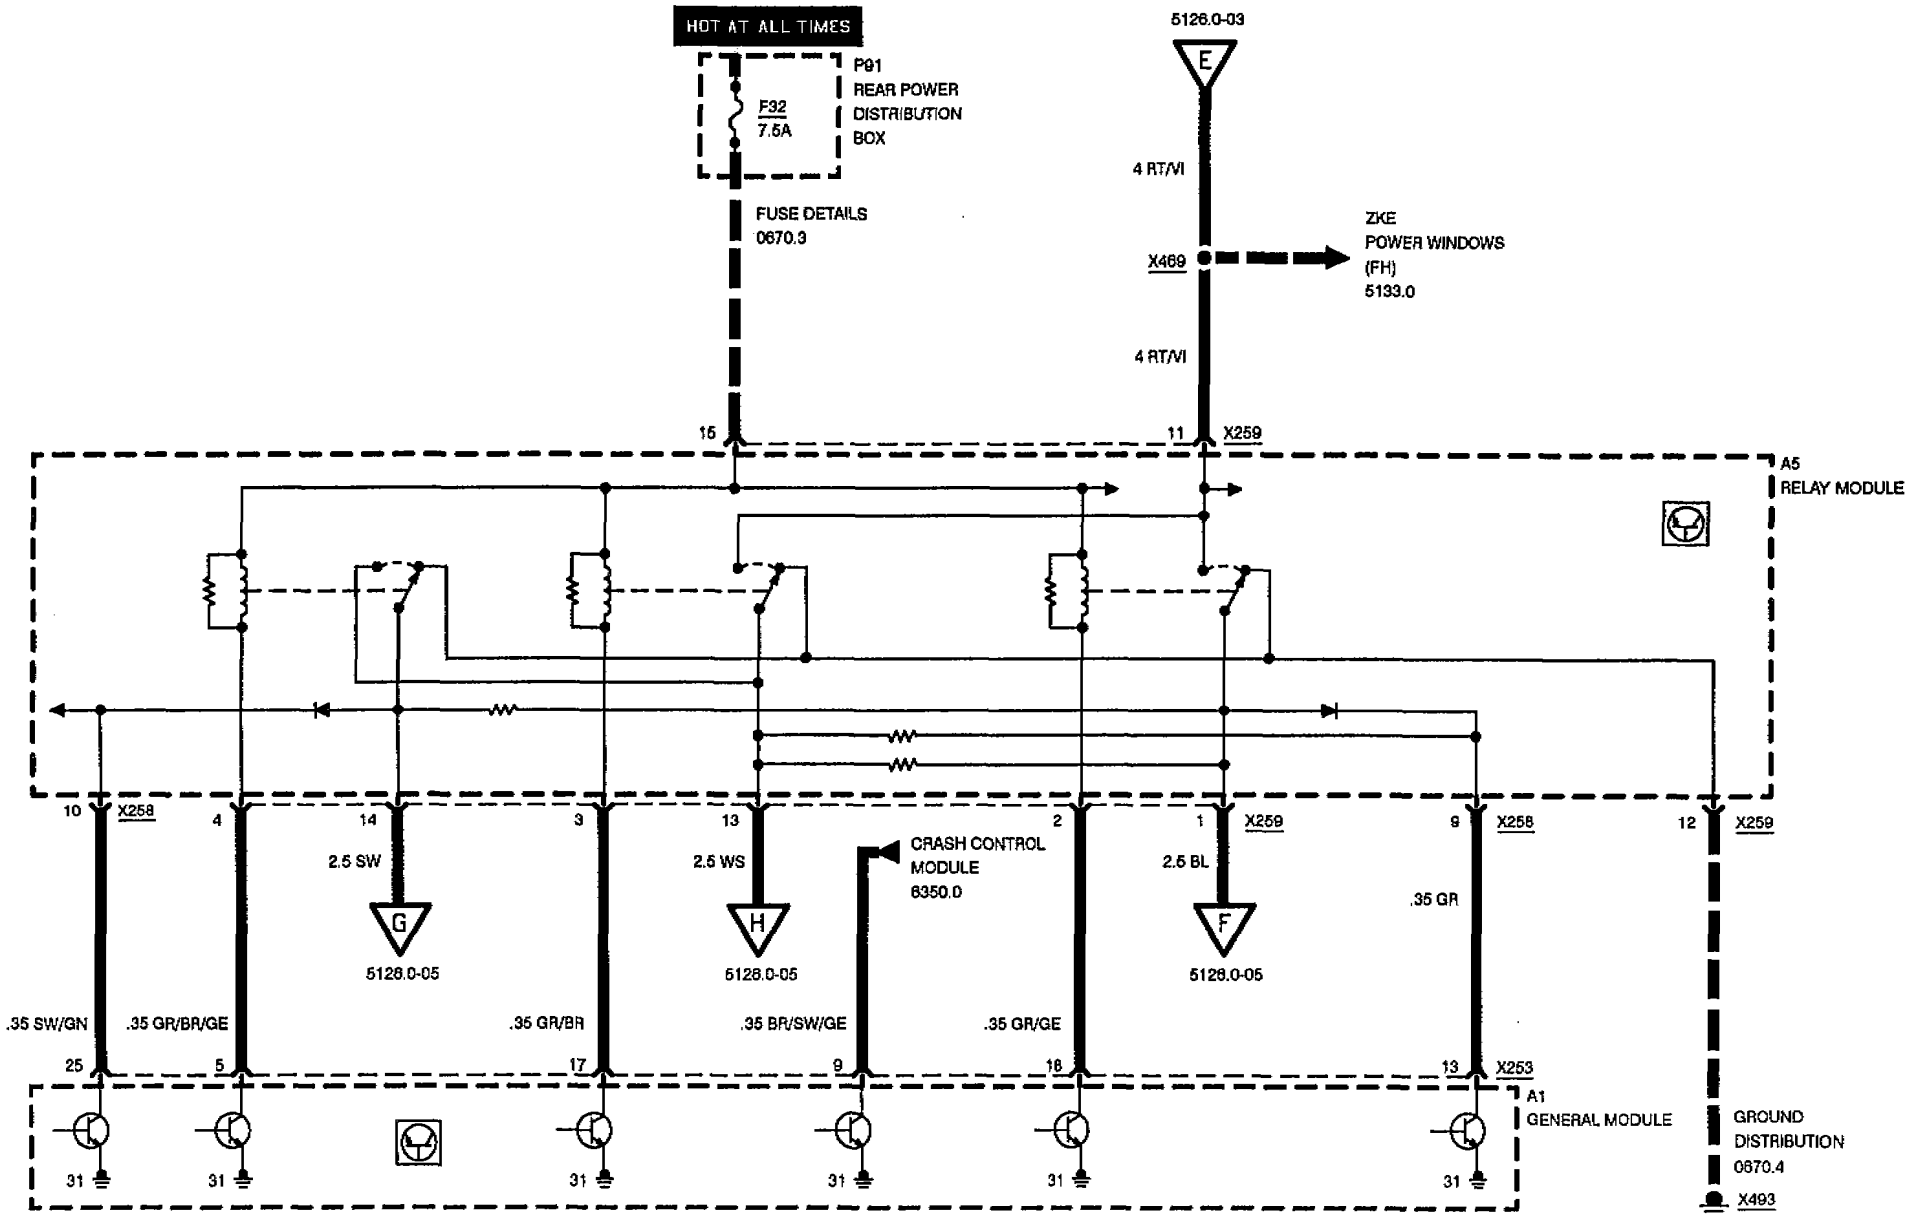 HOT AT ALL TIMES
5126.0-03
E
P91
REAR POWER
DISTRIBUTION
BOX
F32
7.5A
FUSE DETAILS
0670.3
4 RT/VI
X469
ZKE
POWER WINDOWS
(FH)
5133.0
4 RT/VI
15
11
X259
A5
RELAY MODULE
10
X258
4
14
3
13
2
1
X259
9
X258
12
X259
2.5 SW
2.5 WS
CRASH CONTROL
MODULE
6350.0
2.5 BL
.35 GR
G
H
F
5126.0-05
5126.0-05
5126.0-05
.35 SW/GN
.35 GR/BR/GE
.35 GR/BR
.35 BR/SW/GE
.35 GR/GE
25
5
17
9
18
13
X253
A1
GENERAL MODULE
31
31
31
31
31
31
GROUND
DISTRIBUTION
0670.4
X493